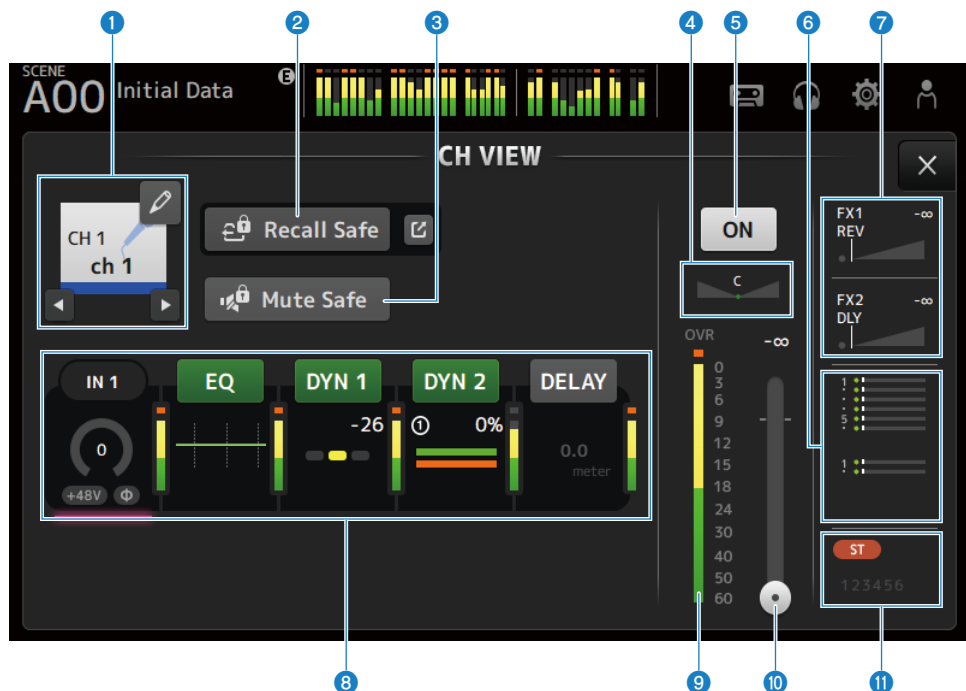 1 2 3 4 5 6 7
SCENE
A00 Initial Data E
CH VIEW
CH 1
ch 1
Recall Safe
Mute Safe
ON
C
OVR
-∞
0
3
6
9
12
15
18
24
30
40
50
60
FX1 -∞
REV
FX2 -∞
DLY
1
5
1
ST
123456
IN 1 EQ DYN 1 DYN 2 DELAY
0
+48V Φ
-26
1 0%
0.0
meter
8 9 10 11